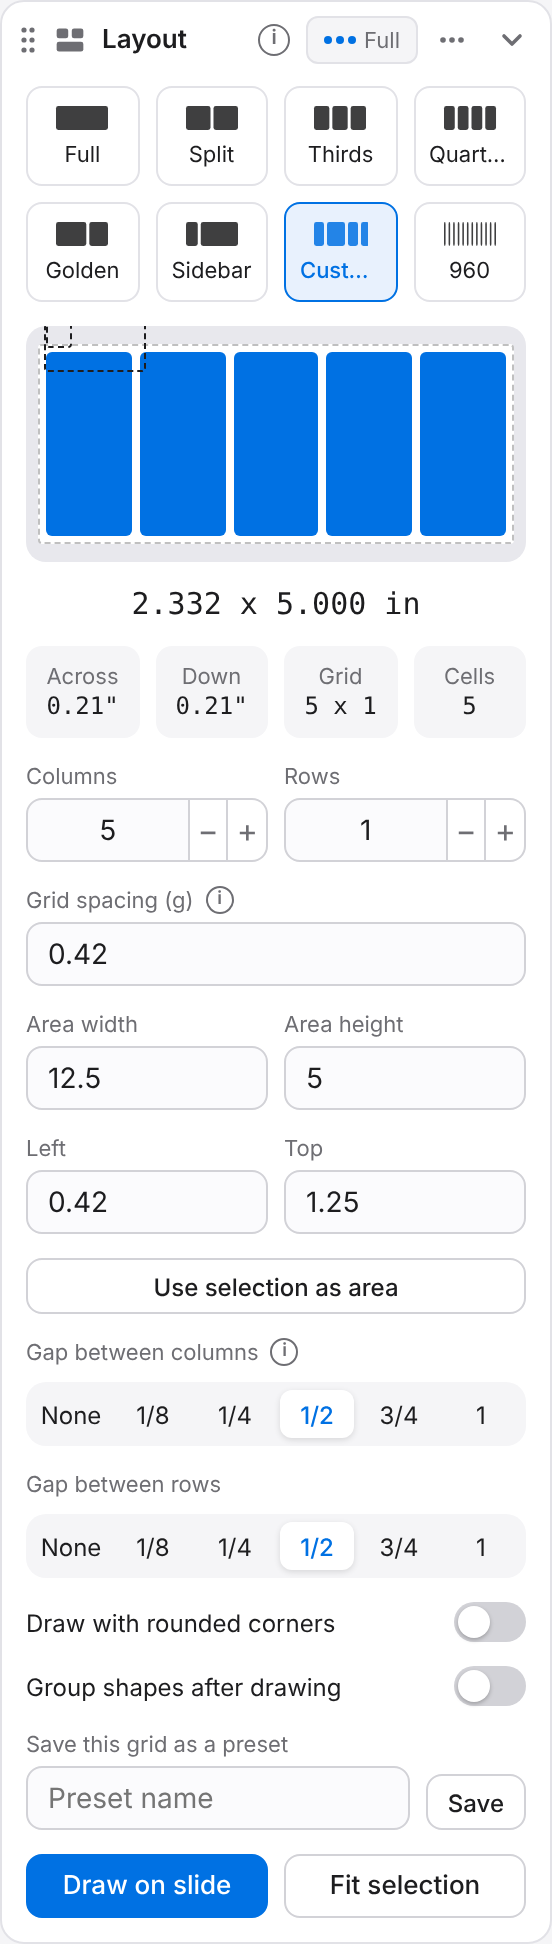 Layout
Full
Full
Split
Thirds
Quart...
Golden
Sidebar
Cust...
960
2.332 x 5.000 in
Across
0.21"
Down
0.21"
Grid
5 x 1
Cells
5
Columns
Rows
5
− +
1
− +
Grid spacing (g)
0.42
Area width
Area height
12.5
5
Left
Top
0.42
1.25
Use selection as area
Gap between columns
None 1/8 1/4 1/2 3/4 1
Gap between rows
None 1/8 1/4 1/2 3/4 1
Draw with rounded corners
Group shapes after drawing
Save this grid as a preset
Preset name
Save
Draw on slide
Fit selection